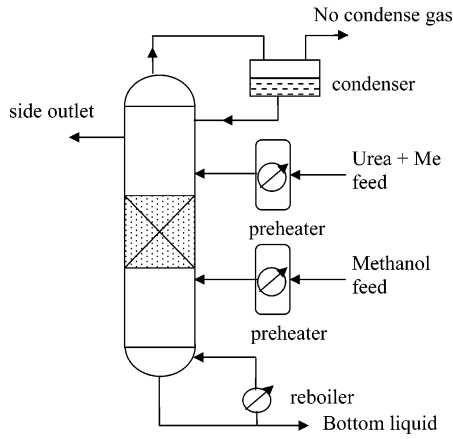 No condense gas
condenser
side outlet
Urea + Me
feed
preheater
Methanol
feed
preheater
reboiler
Bottom liquid